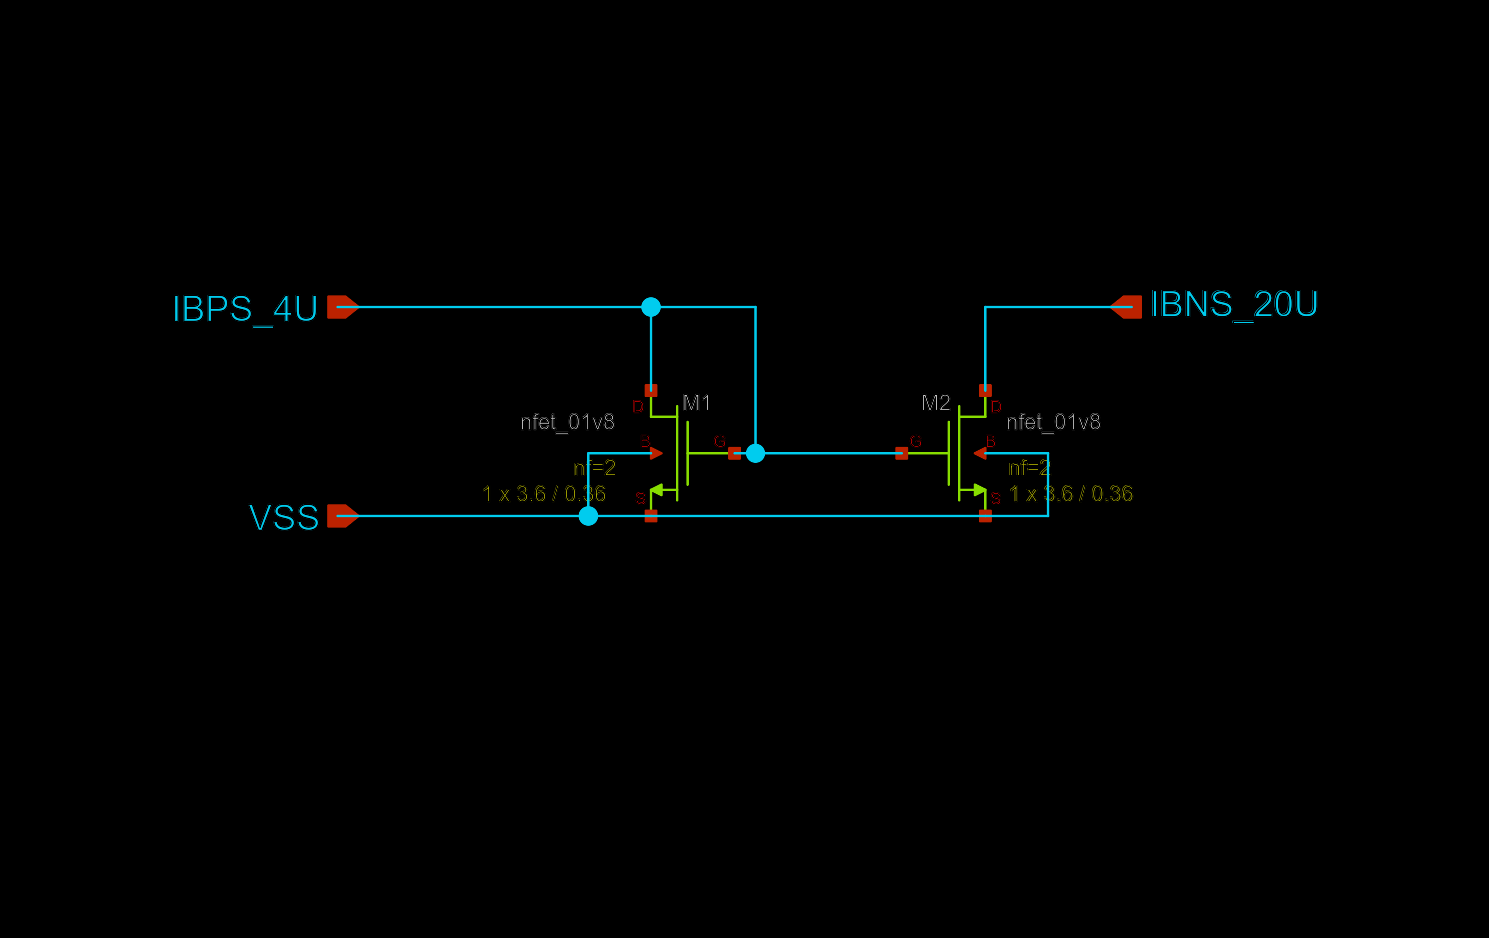 IBPS_4U
IBNS_20U
D
M1
M2
D
nfet_01v8
nfet_01v8
B
G
G
B
nf=2
nf=2
1 x 3.6 / 0.36
S
S
1 x 3.6 / 0.36
VSS